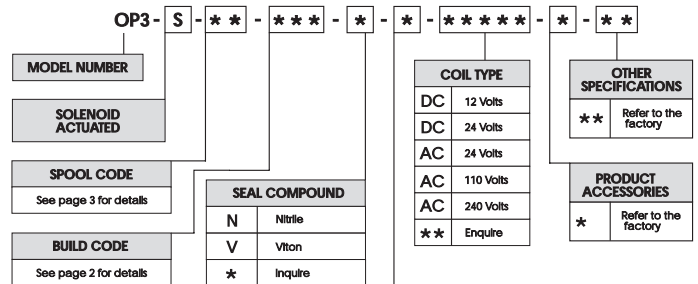 OP3 - S - ** - *** - * - * - ***** - * - **
MODEL NUMBER
SOLENOID
ACTUATED
SPOOL CODE
See page 3 for details
BUILD CODE
See page 2 for details
SEAL COMPOUND
N Nitrile
V Viton
* Inquire
COIL TYPE
DC 12 Volts
DC 24 Volts
AC 24 Volts
AC 110 Volts
AC 240 Volts
** Enquire
OTHER
SPECIFICATIONS
** Refer to the
factory
PRODUCT
ACCESSORIES
* Refer to the
factory